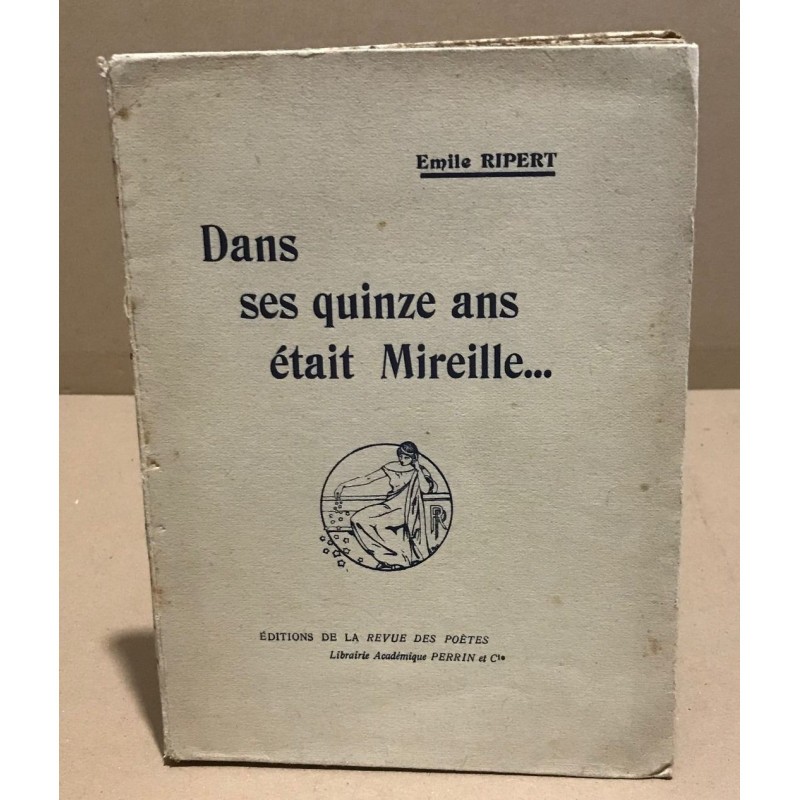 Emile RIPERT
Dans
ses quinze ans
était Mireille...
ÉDITIONS DE LA REVUE DES POÈTES
Librairie Académique PERRIN et Cie